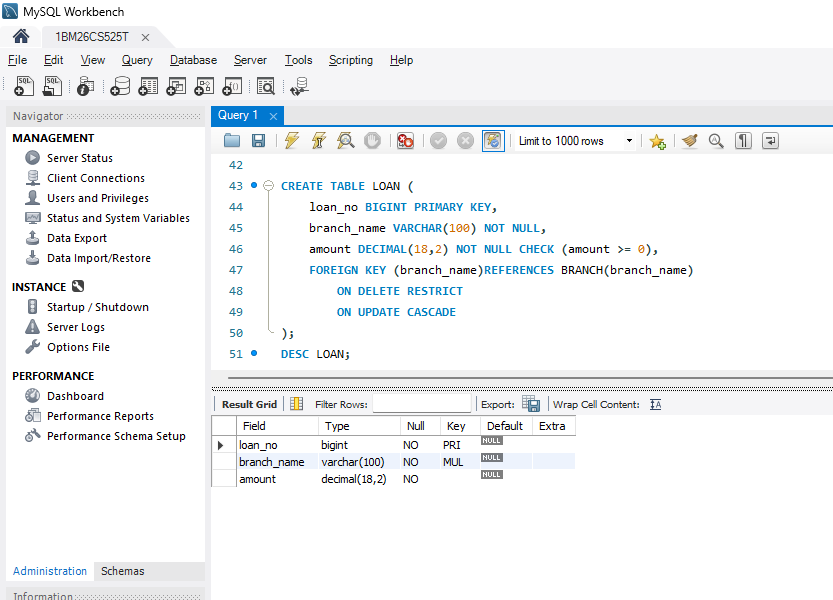 MySQL Workbench
1BM26CS525T
File Edit View Query Database Server Tools Scripting Help
Navigator
MANAGEMENT
Server Status
Client Connections
Users and Privileges
Status and System Variables
Data Export
Data Import/Restore
INSTANCE
Startup / Shutdown
Server Logs
Options File
PERFORMANCE
Dashboard
Performance Reports
Performance Schema Setup
Administration Schemas
Information
Query 1
Limit to 1000 rows
42
43 CREATE TABLE LOAN (
44 loan_no BIGINT PRIMARY KEY,
45 branch_name VARCHAR(100) NOT NULL,
46 amount DECIMAL(18,2) NOT NULL CHECK (amount >= 0),
47 FOREIGN KEY (branch_name)REFERENCES BRANCH(branch_name)
48 ON DELETE RESTRICT
49 ON UPDATE CASCADE
50 );
51 DESC LOAN;
Result Grid Filter Rows: Export: Wrap Cell Content: IA
Field Type Null Key Default Extra
loan_no bigint NO PRI NULL
branch_name varchar(100) NO MUL NULL
amount decimal(18,2) NO NULL